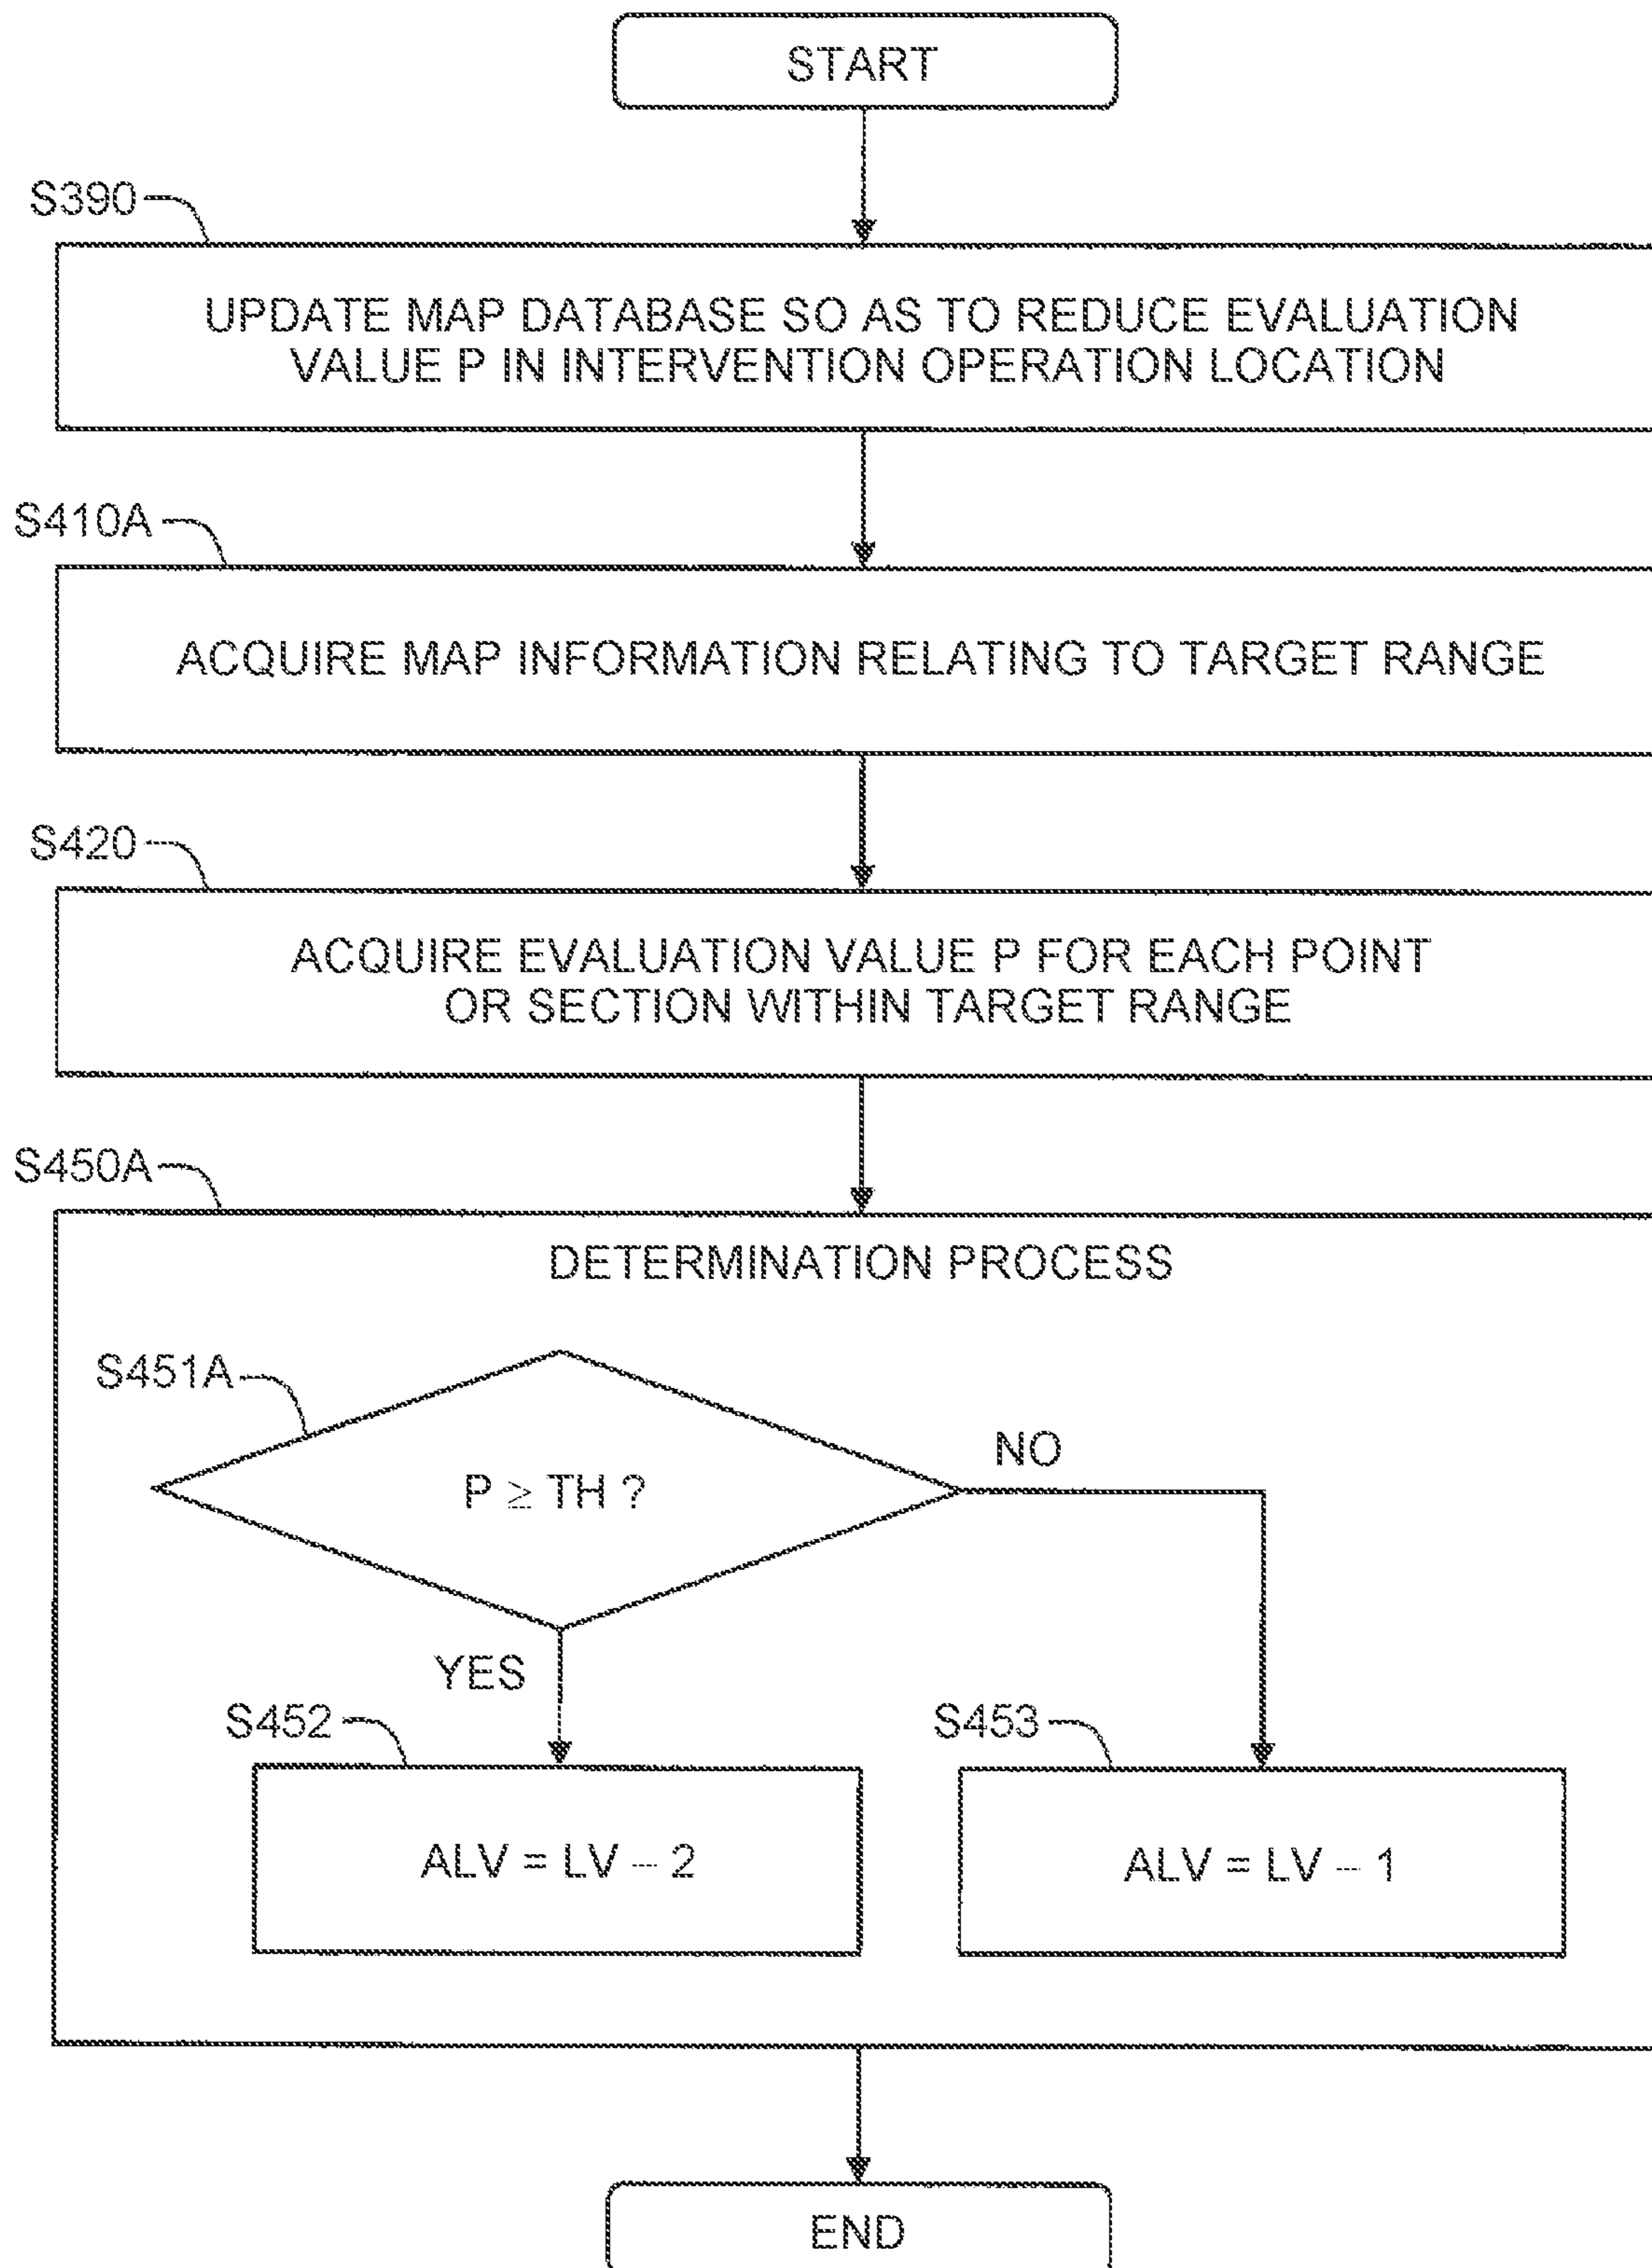 START
S390
UPDATE MAP DATABASE SO AS TO REDUCE EVALUATION
VALUE P IN INTERVENTION OPERATION LOCATION
S410A
ACQUIRE MAP INFORMATION RELATING TO TARGET RANGE
S420
ACQUIRE EVALUATION VALUE P FOR EACH POINT
OR SECTION WITHIN TARGET RANGE
S450A
DETERMINATION PROCESS
S451A
P ≥ TH ?
NO
YES
S452
S453
ALV = LV – 2
ALV = LV – 1
END